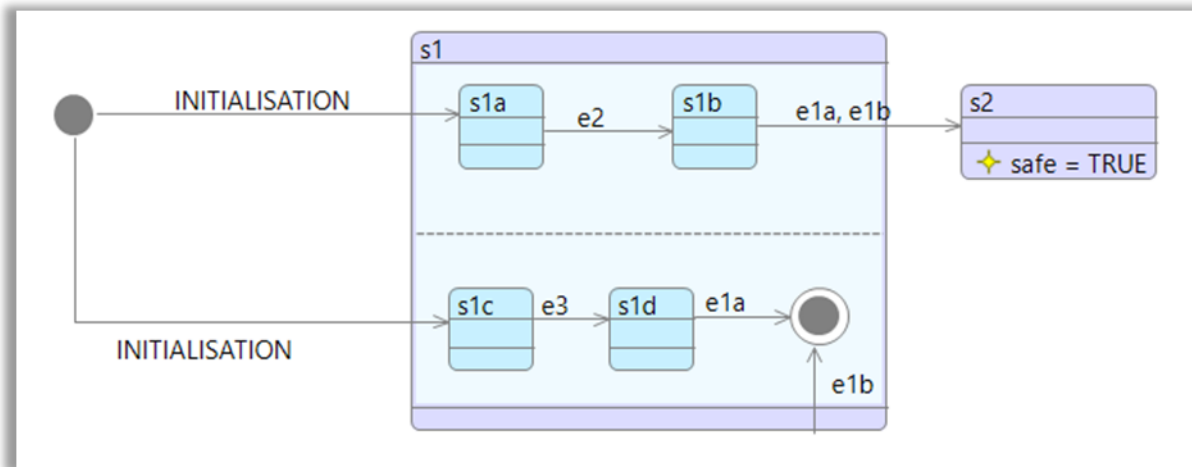 s1
INITIALISATION
s1a
e2
s1b
e1a, e1b
s2
safe = TRUE
s1c
e3
s1d
e1a
INITIALISATION
e1b